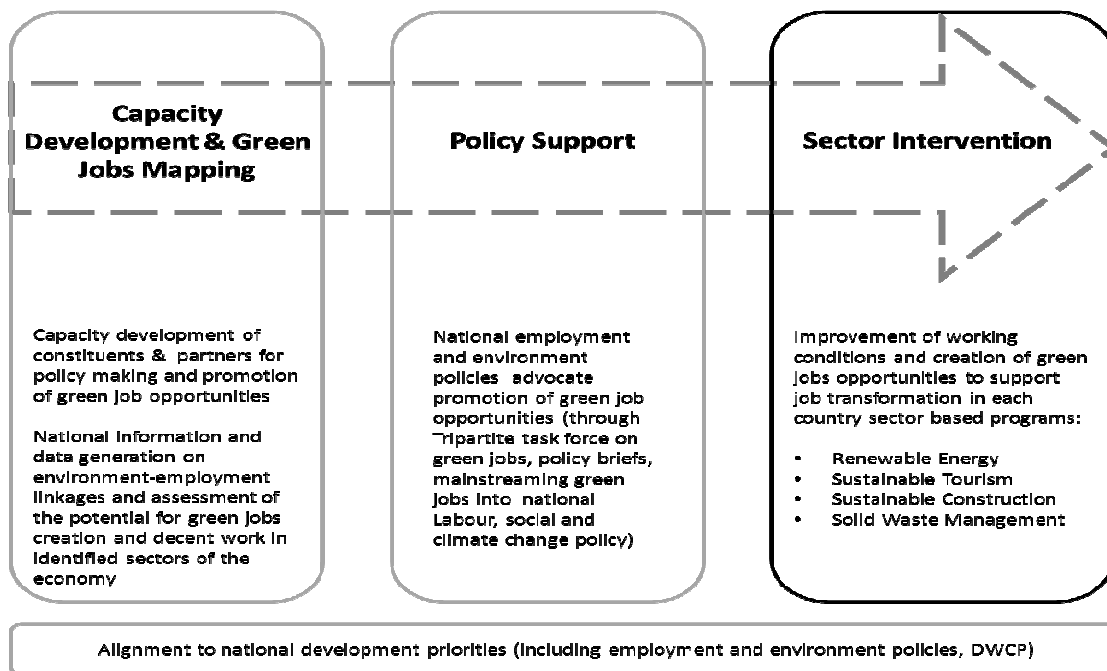 Capacity
Development & Green
Jobs Mapping
Policy Support
Sector Intervention
Capacity development of
constituents & partners for
policy making and promotion
of green job opportunities
National information and
data generation on
environment-employment
linkages and assessment of
the potential for green jobs
creation and decent work in
identified sectors of the
economy
National employment
and environment
policies advocate
promotion of green job
opportunities (through
Tripartite task force on
green jobs, policy briefs,
mainstreaming green
jobs into national
Labour, social and
climate change policy)
Improvement of working
conditions and creation of green
jobs opportunities to support
job transformation in each
country sector based programs:
• Renewable Energy
• Sustainable Tourism
• Sustainable Construction
• Solid Waste Management
Alignment to national development priorities (including employment and environment policies, DWCP)